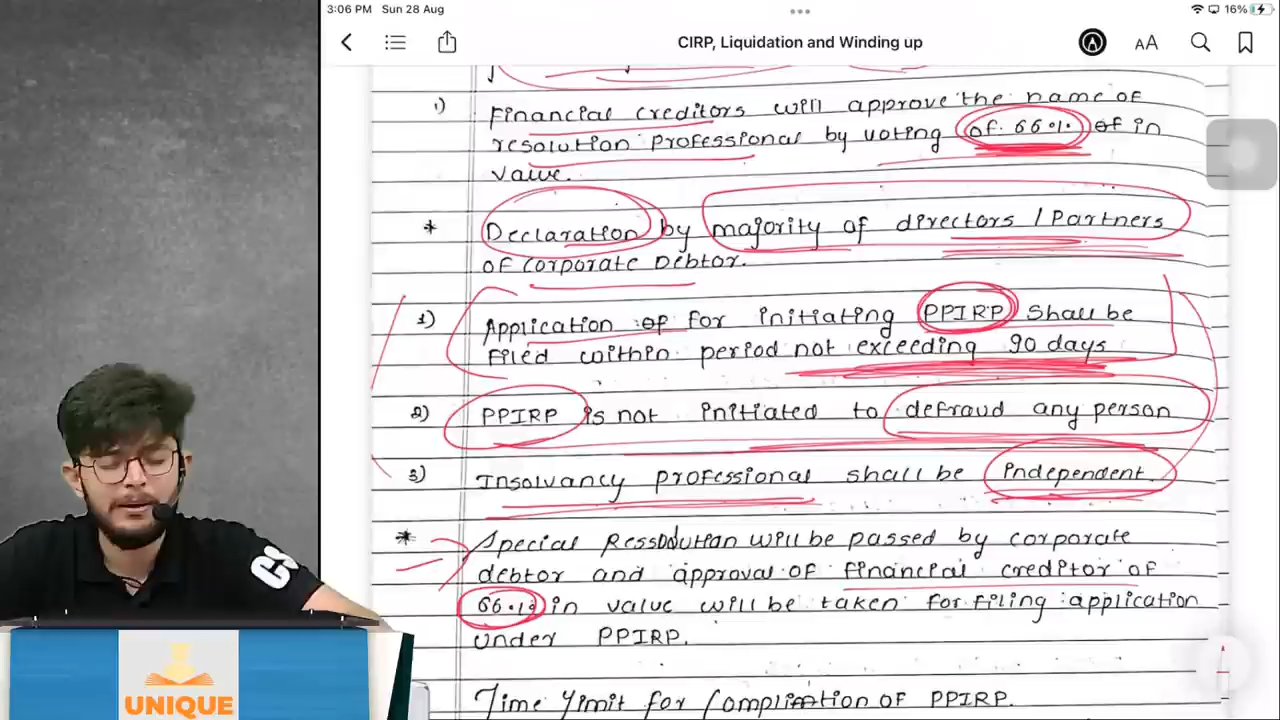 3:06 PM Sun 28 Aug
16%
CIRP, Liquidation and Winding up
AA
1) Financial creditors will approve the name of
resolution professional by voting of 66% of in
value.
* Declaration by majority of directors / Partners
of corporate Debtor.
1) Application of for initiating PPIRP shall be
filed within period not exceeding 90 days
2) PPIRP is not initiated to defraud any person
3) Insolvancy professional shall be independent.
* Special Ressolution will be passed by corporate
debtor and approval of financial creditor of
66% in value will be taken for filing application
under PPIRP.
Time limit for Complimation of PPIRP.
UNIQUE